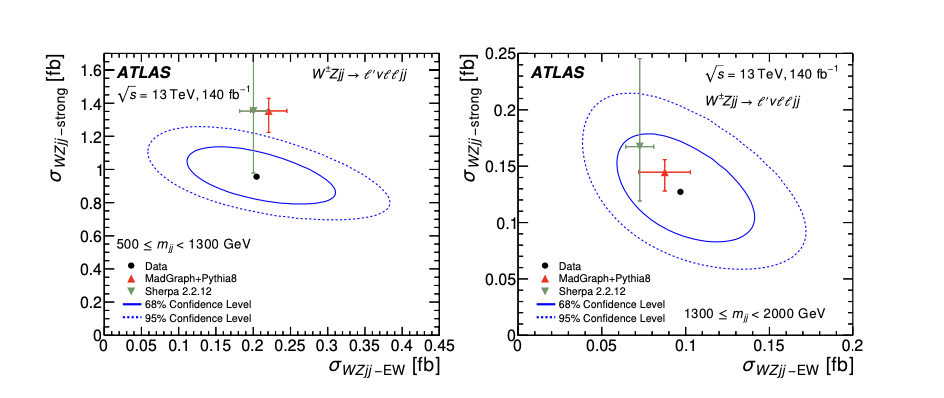 σ_WZjj−strong [fb]
1.6
1.4
1.2
1
0.8
0.6
0.4
0.2
0
ATLAS
W±Zjj → ℓ′νℓℓjj
√s = 13 TeV, 140 fb⁻¹
500 ≤ m_jj < 1300 GeV
Data
MadGraph+Pythia8
Sherpa 2.2.12
68% Confidence Level
95% Confidence Level
0 0.05 0.1 0.15 0.2 0.25 0.3 0.35 0.4 0.45
σ_WZjj−EW [fb]
σ_WZjj−strong [fb]
0.25
0.2
0.15
0.1
0.05
0
ATLAS
√s = 13 TeV, 140 fb⁻¹
W±Zjj → ℓ′νℓℓjj
Data
MadGraph+Pythia8
Sherpa 2.2.12
68% Confidence Level
95% Confidence Level
1300 ≤ m_jj < 2000 GeV
0 0.05 0.1 0.15 0.2
σ_WZjj−EW [fb]